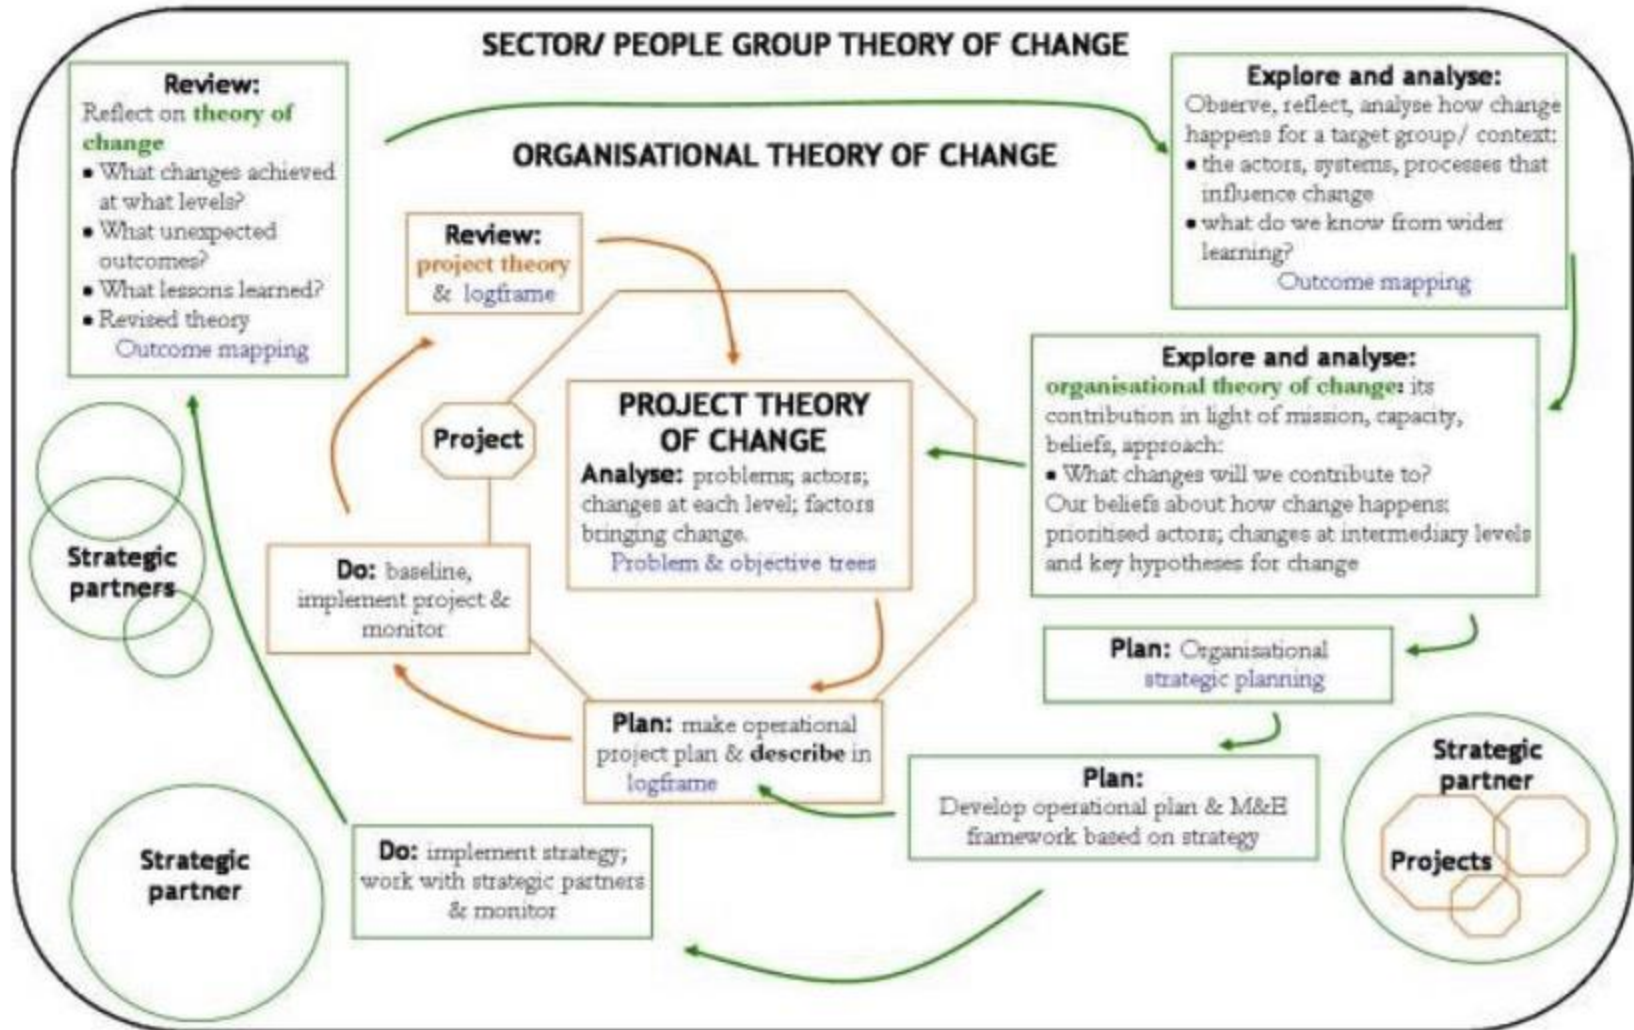 SECTOR/ PEOPLE GROUP THEORY OF CHANGE
Review:
Reflect on theory of
change
▪ What changes achieved
at what levels?
▪ What unexpected
outcomes?
▪ What lessons learned?
▪ Revised theory
Outcome mapping
Explore and analyse:
Observe, reflect, analyse how change
happens for a target group/ context:
▪ the actors, systems, processes that
influence change
▪ what do we know from wider
learning?
Outcome mapping
ORGANISATIONAL THEORY OF CHANGE
Review:
project theory
& logframe
Explore and analyse:
organisational theory of change: its
contribution in light of mission, capacity,
beliefs, approach:
▪ What changes will we contribute to?
Our beliefs about how change happens:
prioritised actors; changes at intermediary levels
and key hypotheses for change
Project
PROJECT THEORY
OF CHANGE
Analyse: problems; actors;
changes at each level; factors
bringing change.
Problem & objective trees
Strategic
partners
Do: baseline,
implement project &
monitor
Plan: Organisational
strategic planning
Plan: make operational
project plan & describe in
logframe
Plan:
Develop operational plan & M&E
framework based on strategy
Strategic
partner
Projects
Strategic
partner
Do: implement strategy;
work with strategic partners
& monitor